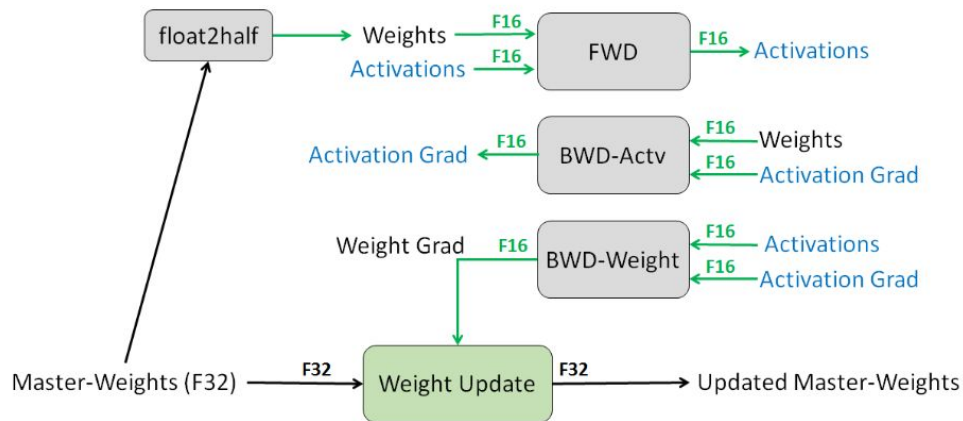 float2half
Weights
F16
Activations
F16
FWD
F16
Activations
Activation Grad
F16
BWD-Actv
F16
Weights
F16
Activation Grad
Weight Grad
F16
BWD-Weight
F16
Activations
F16
Activation Grad
Master-Weights (F32)
F32
Weight Update
F32
Updated Master-Weights